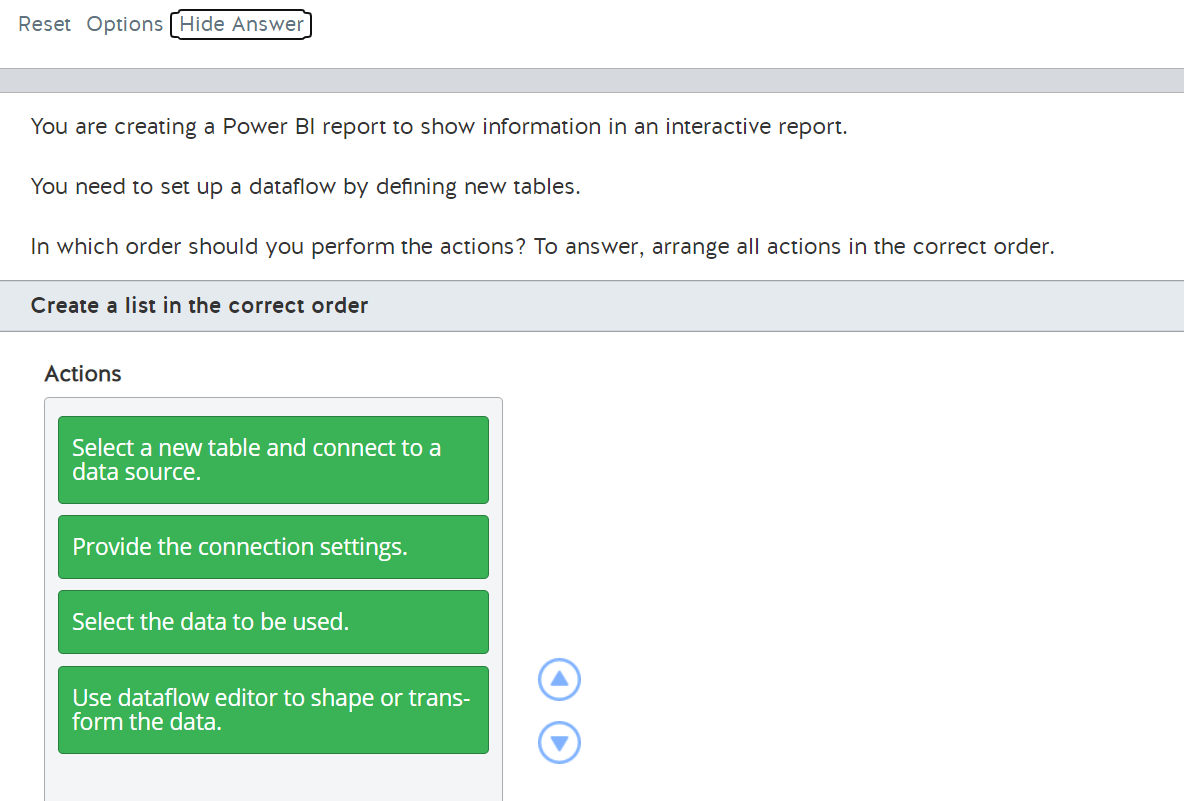 Reset Options Hide Answer
You are creating a Power BI report to show information in an interactive report.
You need to set up a dataflow by defining new tables.
In which order should you perform the actions? To answer, arrange all actions in the correct order.
Create a list in the correct order
Actions
Select a new table and connect to a
data source.
Provide the connection settings.
Select the data to be used.
Use dataflow editor to shape or trans-
form the data.